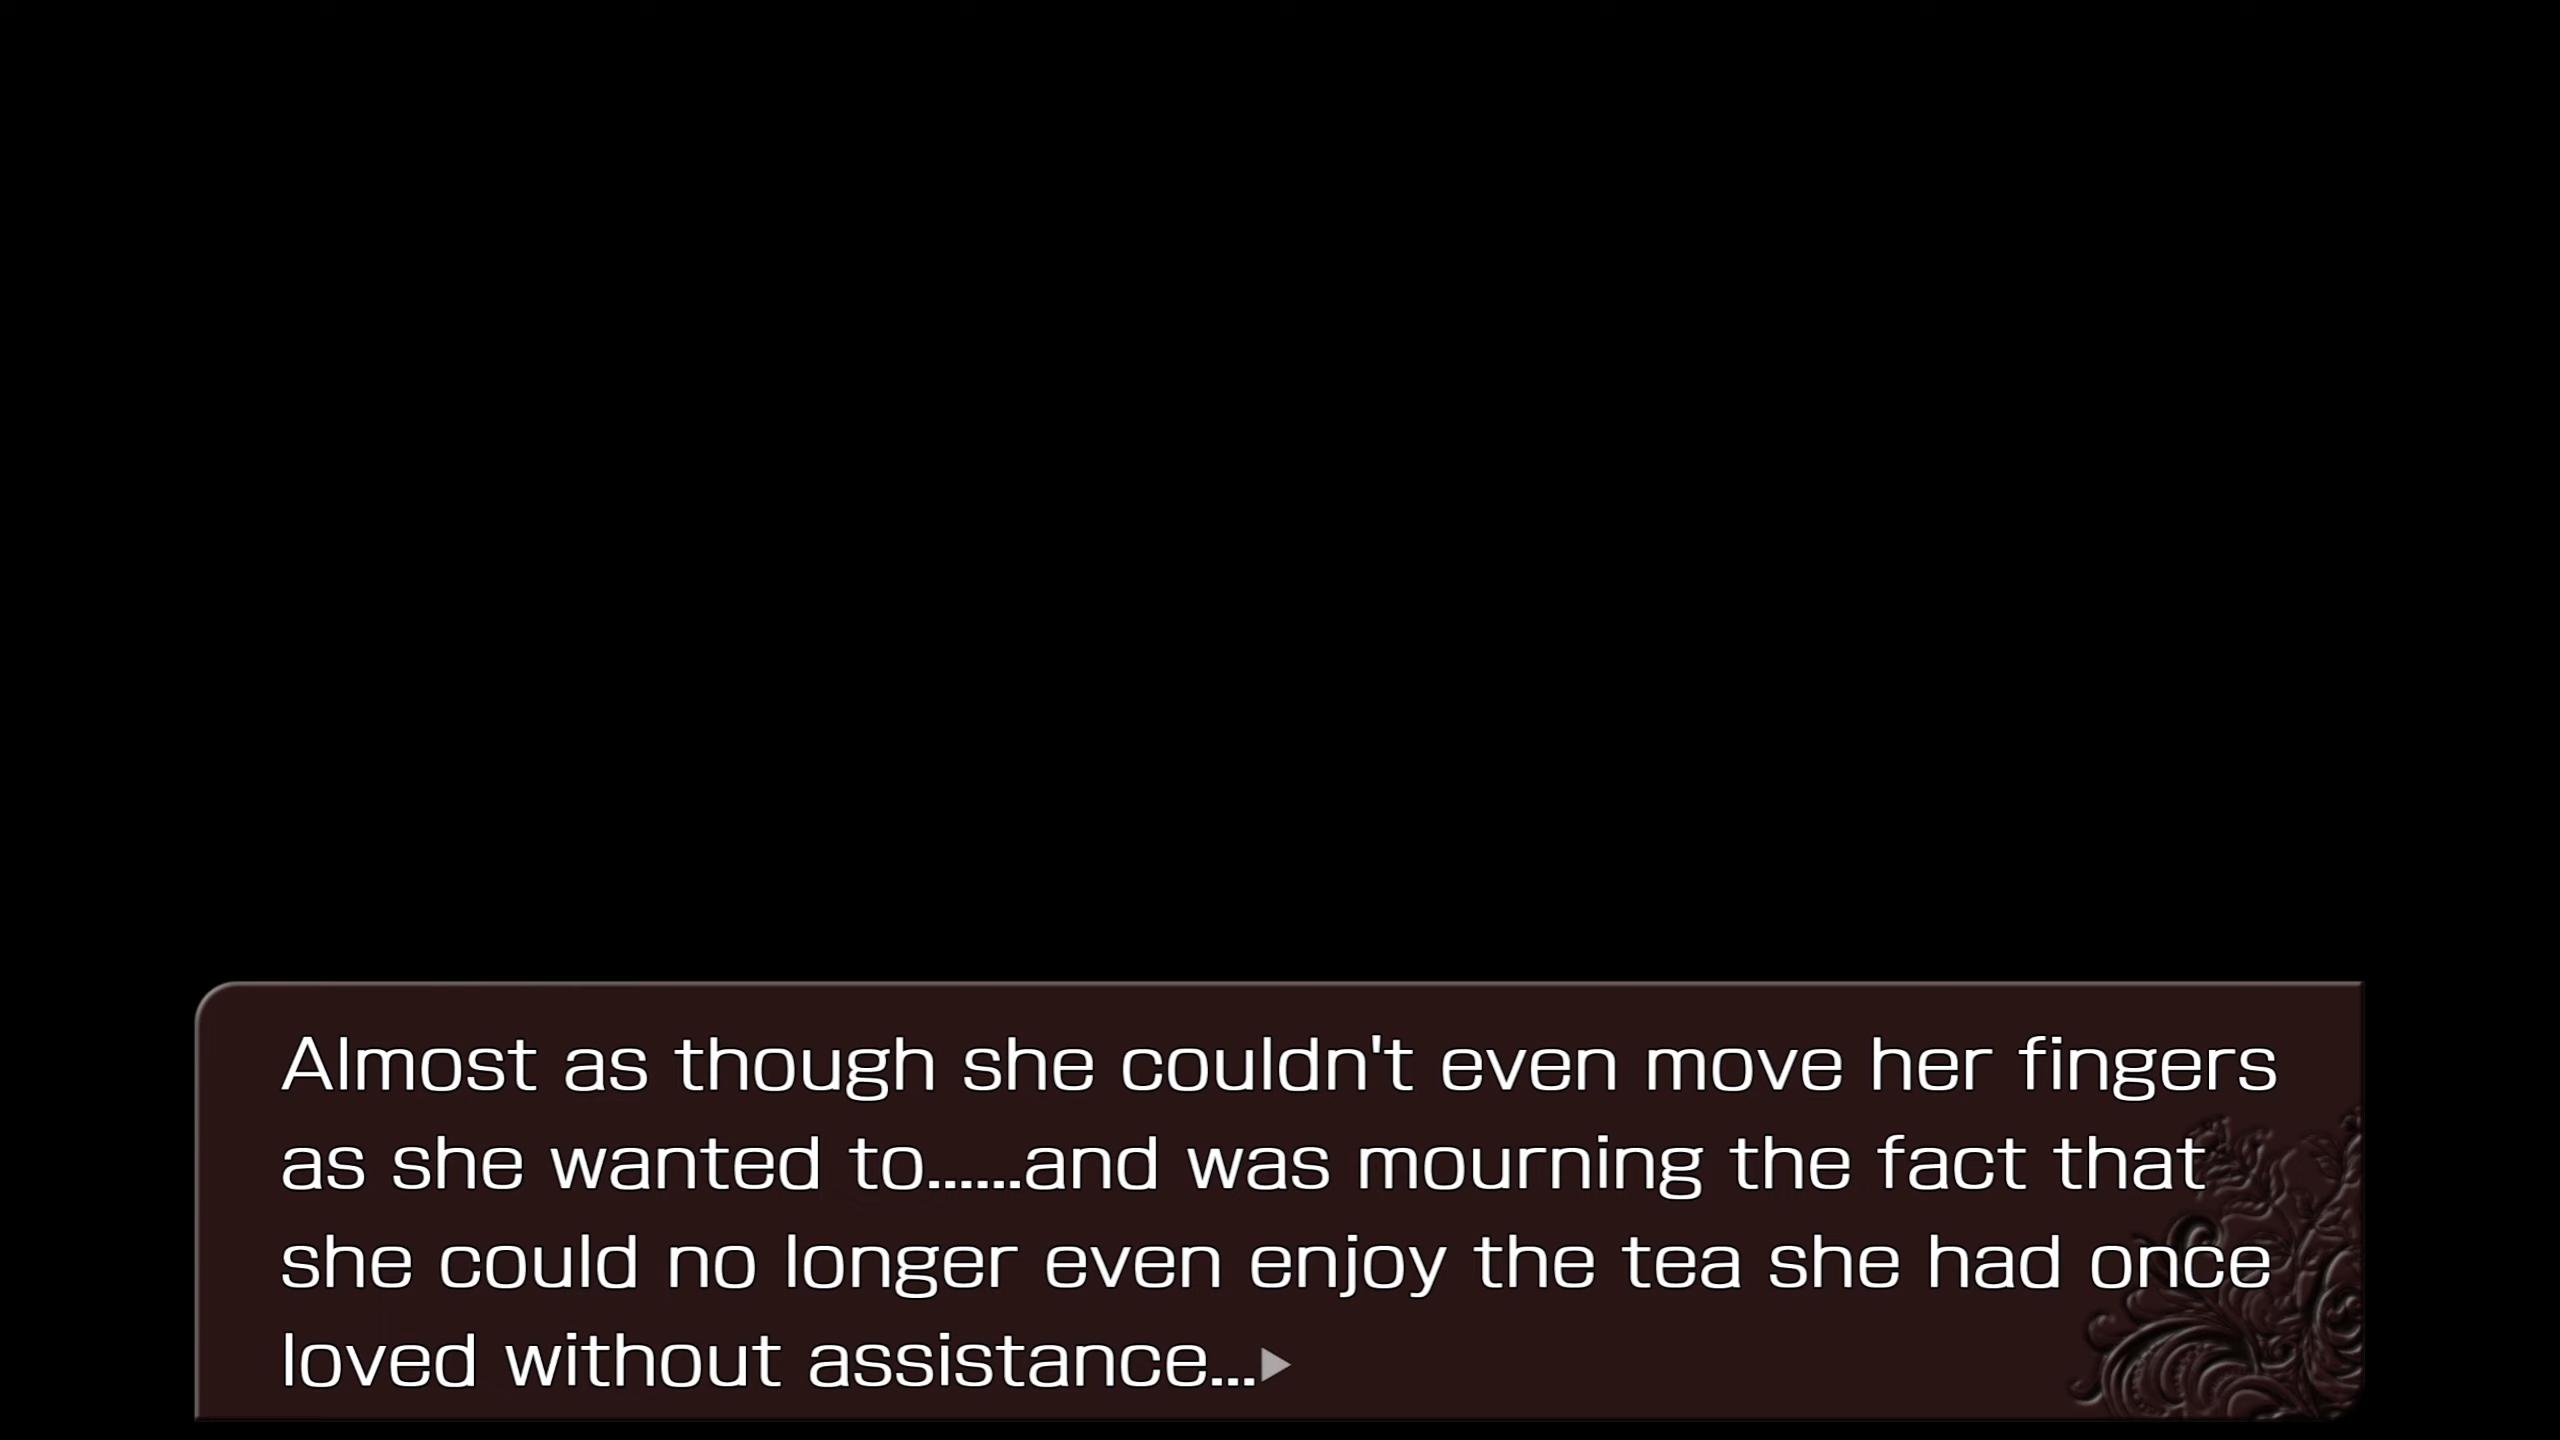 Almost as though she couldn't even move her fingers
as she wanted to......and was mourning the fact that
she could no longer even enjoy the tea she had once
loved without assistance...